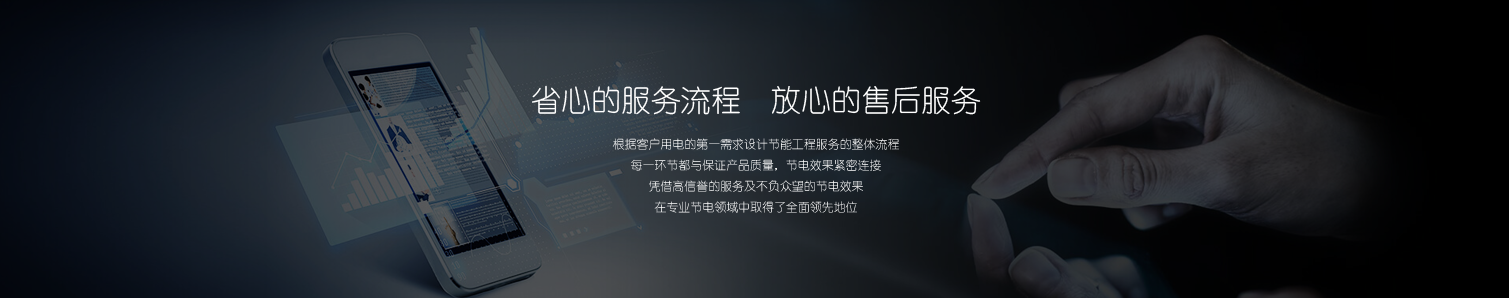 省心的服务流程 放心的售后服务
根据客户用电的第一需求设计节能工程服务的整体流程
每一环节都与保证产品质量，节电效果紧密连接
凭借高信誉的服务及不负众望的节电效果
在专业节电领域中取得了全面领先地位